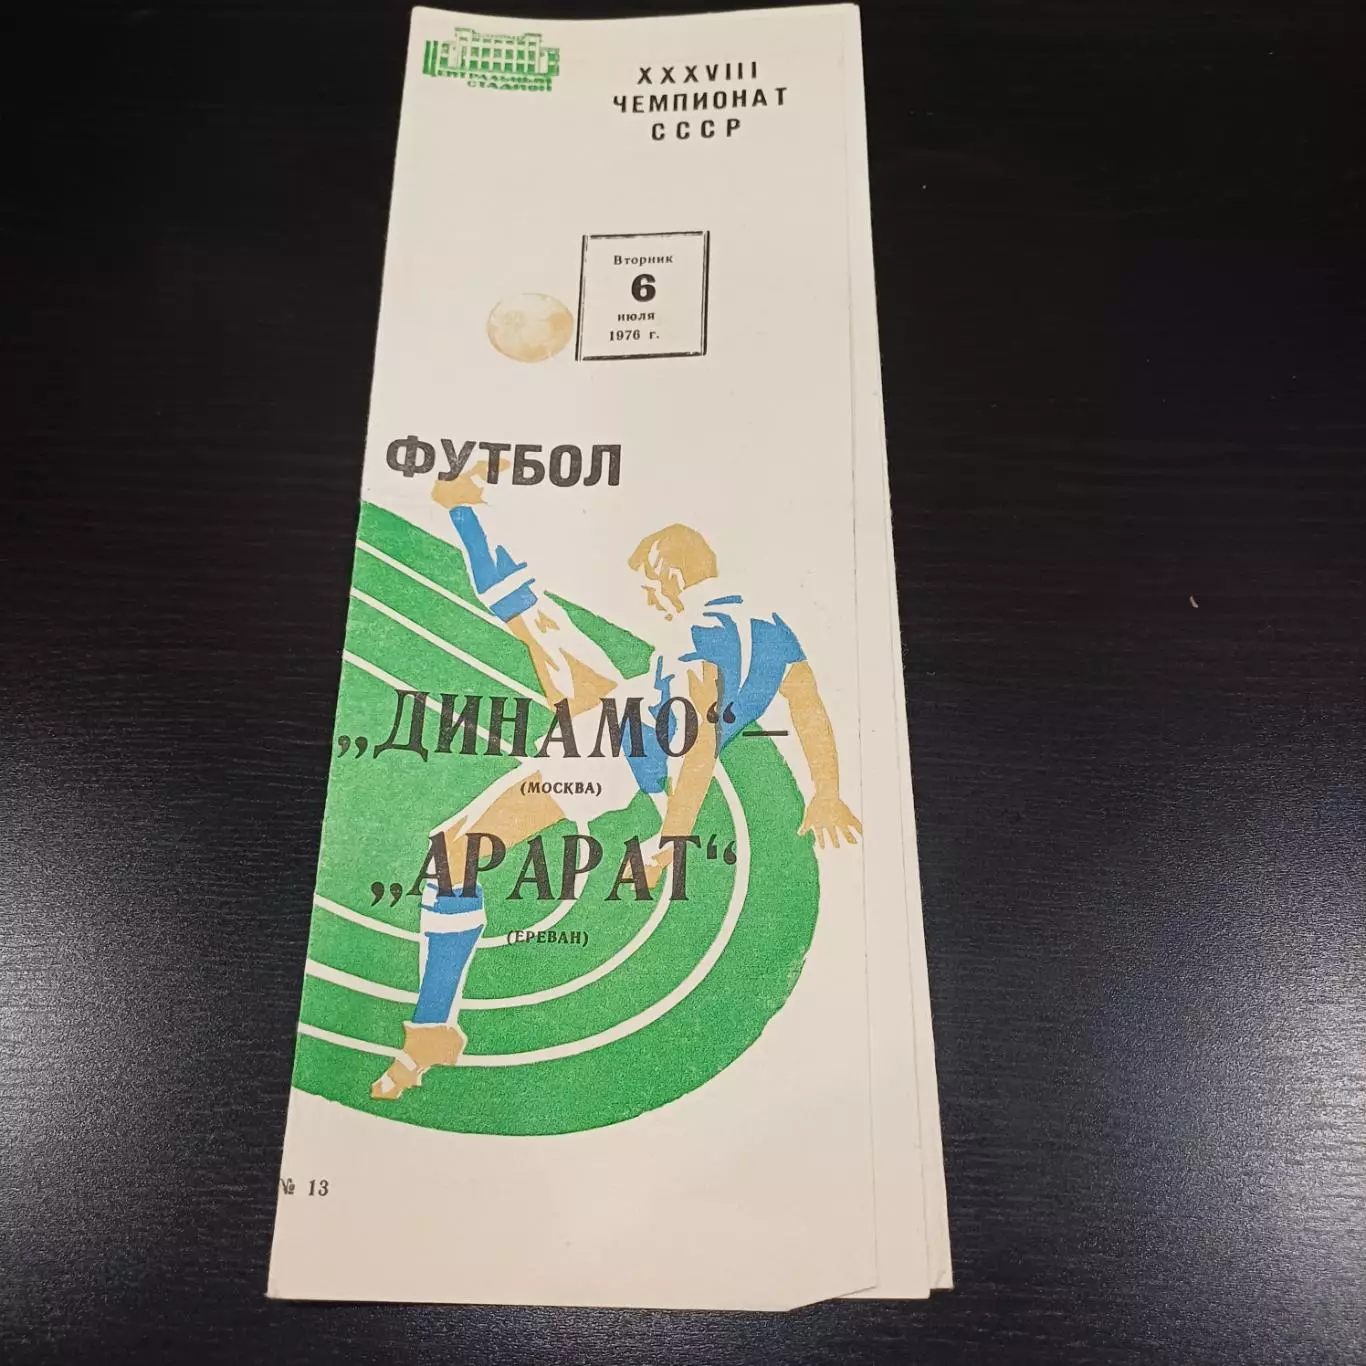 ЦЕНТРАЛЬНЫЙ
СТАДИОН
XXXVIII
ЧЕМПИОНАТ
СССР
Вторник
6
июля
1976 г.
ФУТБОЛ
„ДИНАМО“ —
(МОСКВА)
„АРАРАТ“
(ЕРЕВАН)
№ 13